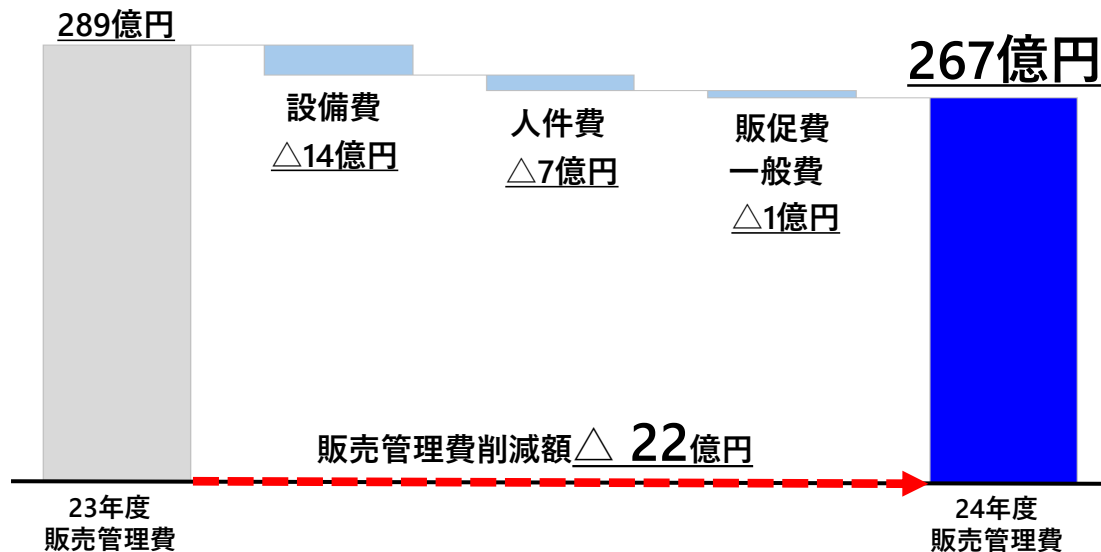 289億円
267億円
設備費
△14億円
人件費
△7億円
販促費
一般費
△1億円
販売管理費削減額△ 22億円
23年度
販売管理費
24年度
販売管理費